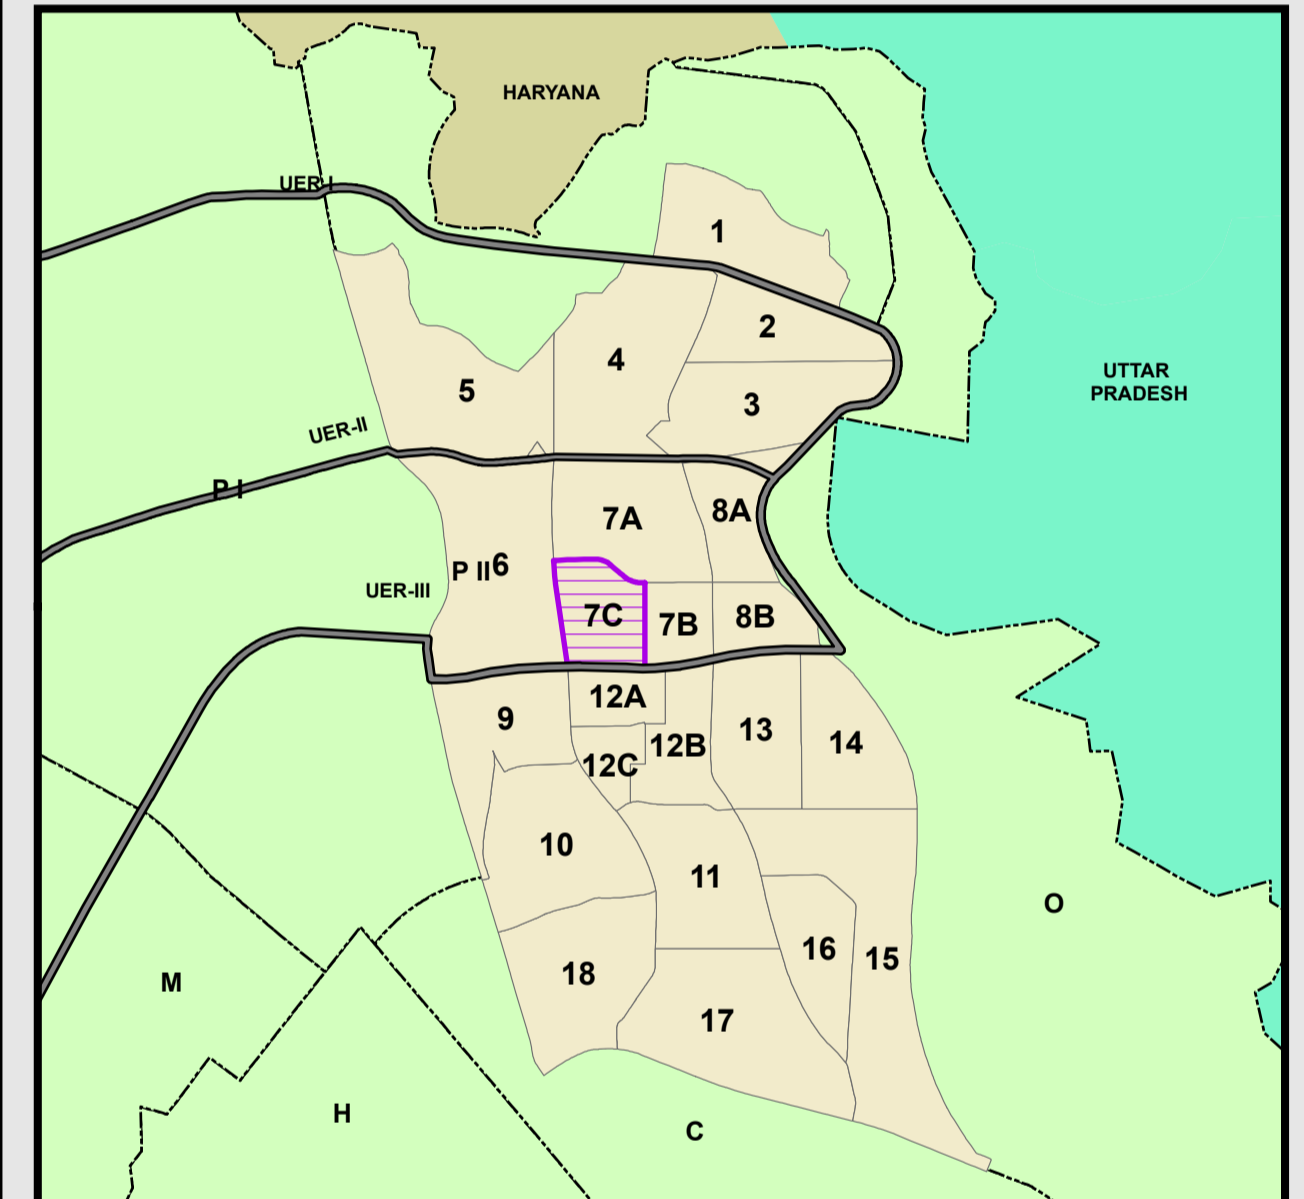 HARYANA
UER-I
1
2
UTTAR
PRADESH
4
5
3
UER-II
P I
7A
8A
P II
6
UER-III
7C
7B
8B
12A
9
13
14
12B
12C
10
11
O
16
15
18
M
17
H
C